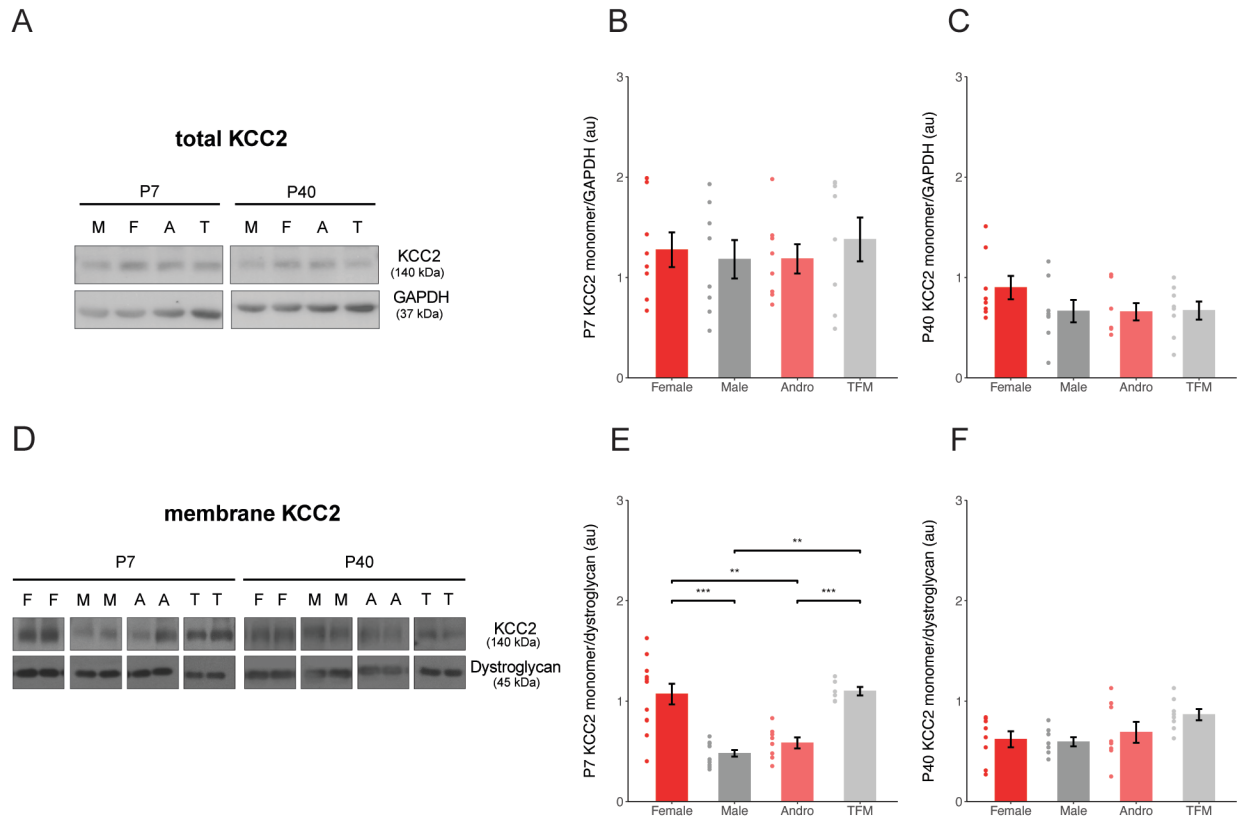 A
total KCC2
P7 P40
M F A T M F A T
KCC2
(140 kDa)
GAPDH
(37 kDa)
B
P7 KCC2 monomer/GAPDH (au)
3
2
1
0
Female Male Andro TFM
C
P40 KCC2 monomer/GAPDH (au)
3
2
1
0
Female Male Andro TFM
D
membrane KCC2
P7 P40
F F M M A A T T F F M M A A T T
KCC2
(140 kDa)
Dystroglycan
(45 kDa)
E
P7 KCC2 monomer/dystroglycan (au)
3
2
1
0
**
**
*** ***
Female Male Andro TFM
F
P40 KCC2 monomer/dystroglycan (au)
3
2
1
0
Female Male Andro TFM